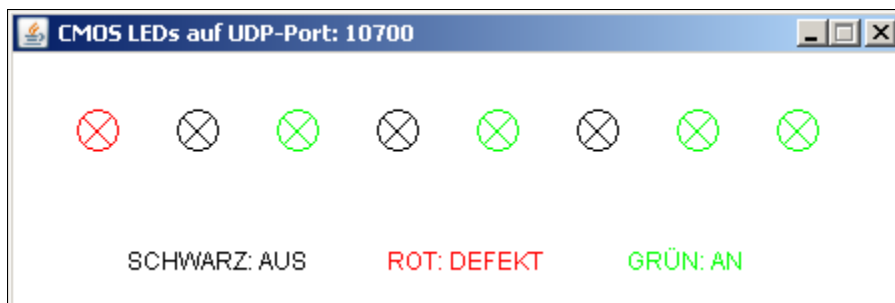 CMOS LEDs auf UDP-Port: 10700
SCHWARZ: AUS ROT: DEFEKT GRÜN: AN